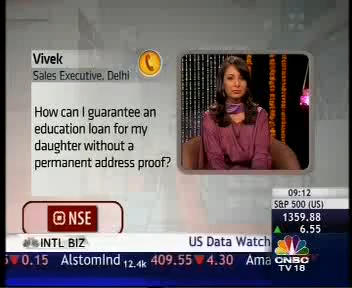 Vivek
Sales Executive, Delhi
How can I guarantee an
education loan for my
daughter without a
permanent address proof?
NSE
09:12
S&P 500 (US)
1359.88
6.55
INTL BIZ
US Data Watch
CNBC
TV 18
0.15 AlstomInd 12.4k 409.55 4.30 Ama